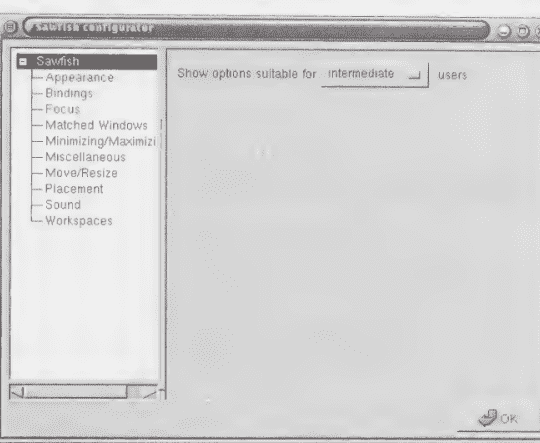 sawfish configurator
Sawfish
Appearance
Bindings
Focus
Matched Windows
Minimizing/Maximizi
Miscellaneous
Move/Resize
Placement
Sound
Workspaces
Show options suitable for intermediate users
OK